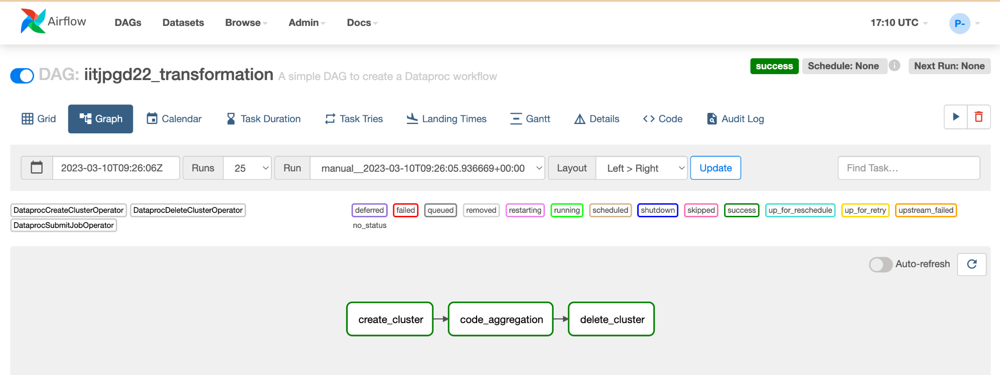 Airflow DAGs Datasets Browse Admin Docs 17:10 UTC P-
DAG: iitjpgd22_transformation A simple DAG to create a Dataproc workflow success Schedule: None i Next Run: None
Grid Graph Calendar Task Duration Task Tries Landing Times Gantt Details <> Code Audit Log
2023-03-10T09:26:06Z Runs 25 Run manual__2023-03-10T09:26:05.936669+00:00 Layout Left > Right Update Find Task...
DataprocCreateClusterOperator DataprocDeleteClusterOperator deferred failed queued removed restarting running scheduled shutdown skipped success up_for_reschedule up_for_retry upstream_failed
DataprocSubmitJobOperator no_status
Auto-refresh
create_cluster code_aggregation delete_cluster